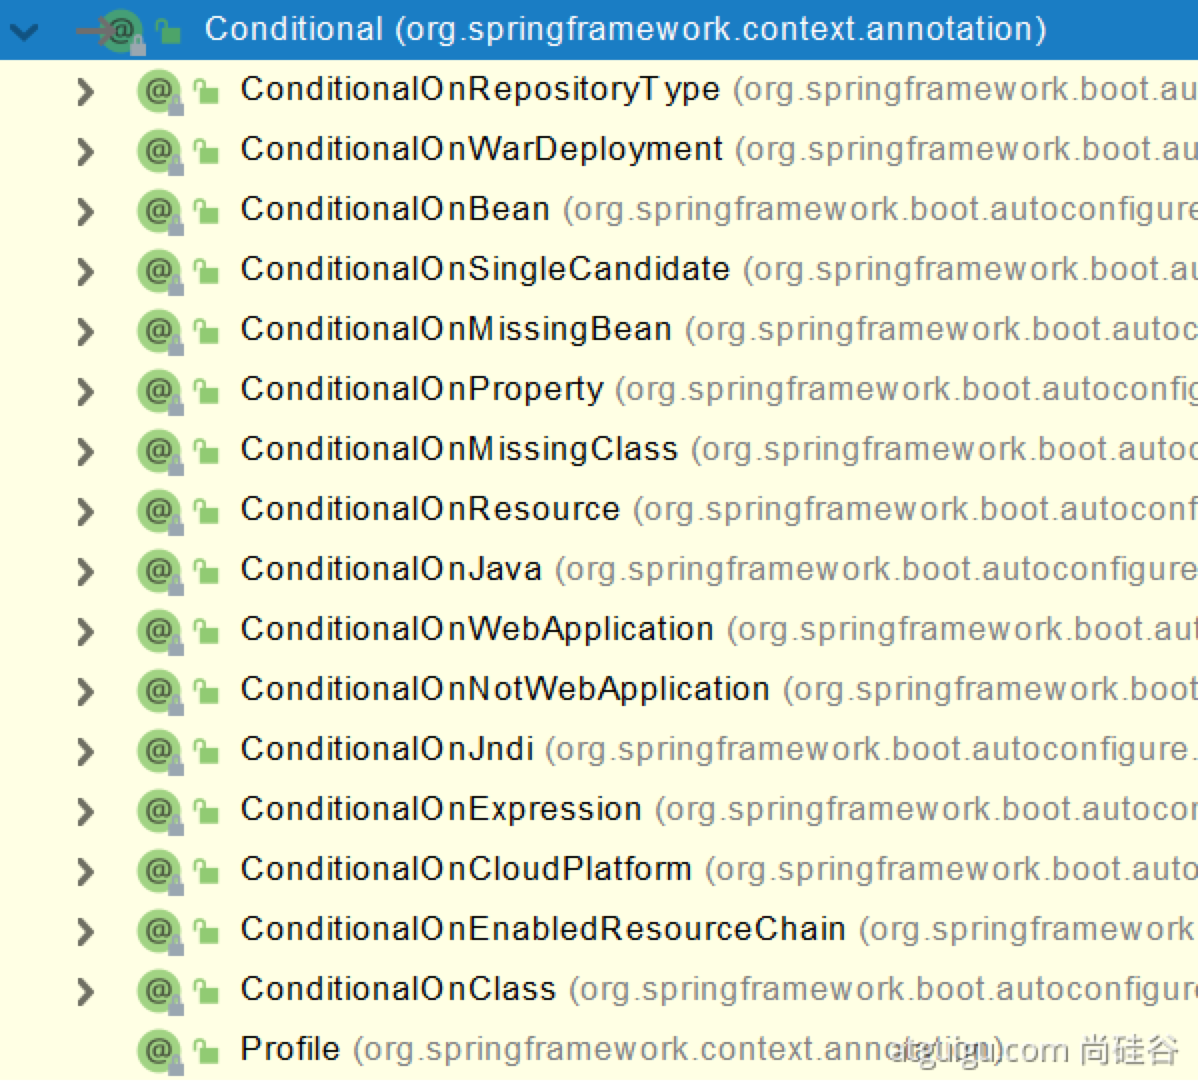 Conditional (org.springframework.context.annotation)
ConditionalOnRepositoryType (org.springframework.boot.au
ConditionalOnWarDeployment (org.springframework.boot.au
ConditionalOnBean (org.springframework.boot.autoconfigure
ConditionalOnSingleCandidate (org.springframework.boot.au
ConditionalOnMissingBean (org.springframework.boot.autoc
ConditionalOnProperty (org.springframework.boot.autoconfig
ConditionalOnMissingClass (org.springframework.boot.autoc
ConditionalOnResource (org.springframework.boot.autoconf
ConditionalOnJava (org.springframework.boot.autoconfigure
ConditionalOnWebApplication (org.springframework.boot.aut
ConditionalOnNotWebApplication (org.springframework.boot
ConditionalOnJndi (org.springframework.boot.autoconfigure.
ConditionalOnExpression (org.springframework.boot.autocon
ConditionalOnCloudPlatform (org.springframework.boot.auto
ConditionalOnEnabledResourceChain (org.springframework
ConditionalOnClass (org.springframework.boot.autoconfigure
Profile (org.springframework.context.annotation)
atguigu.com 尚硅谷